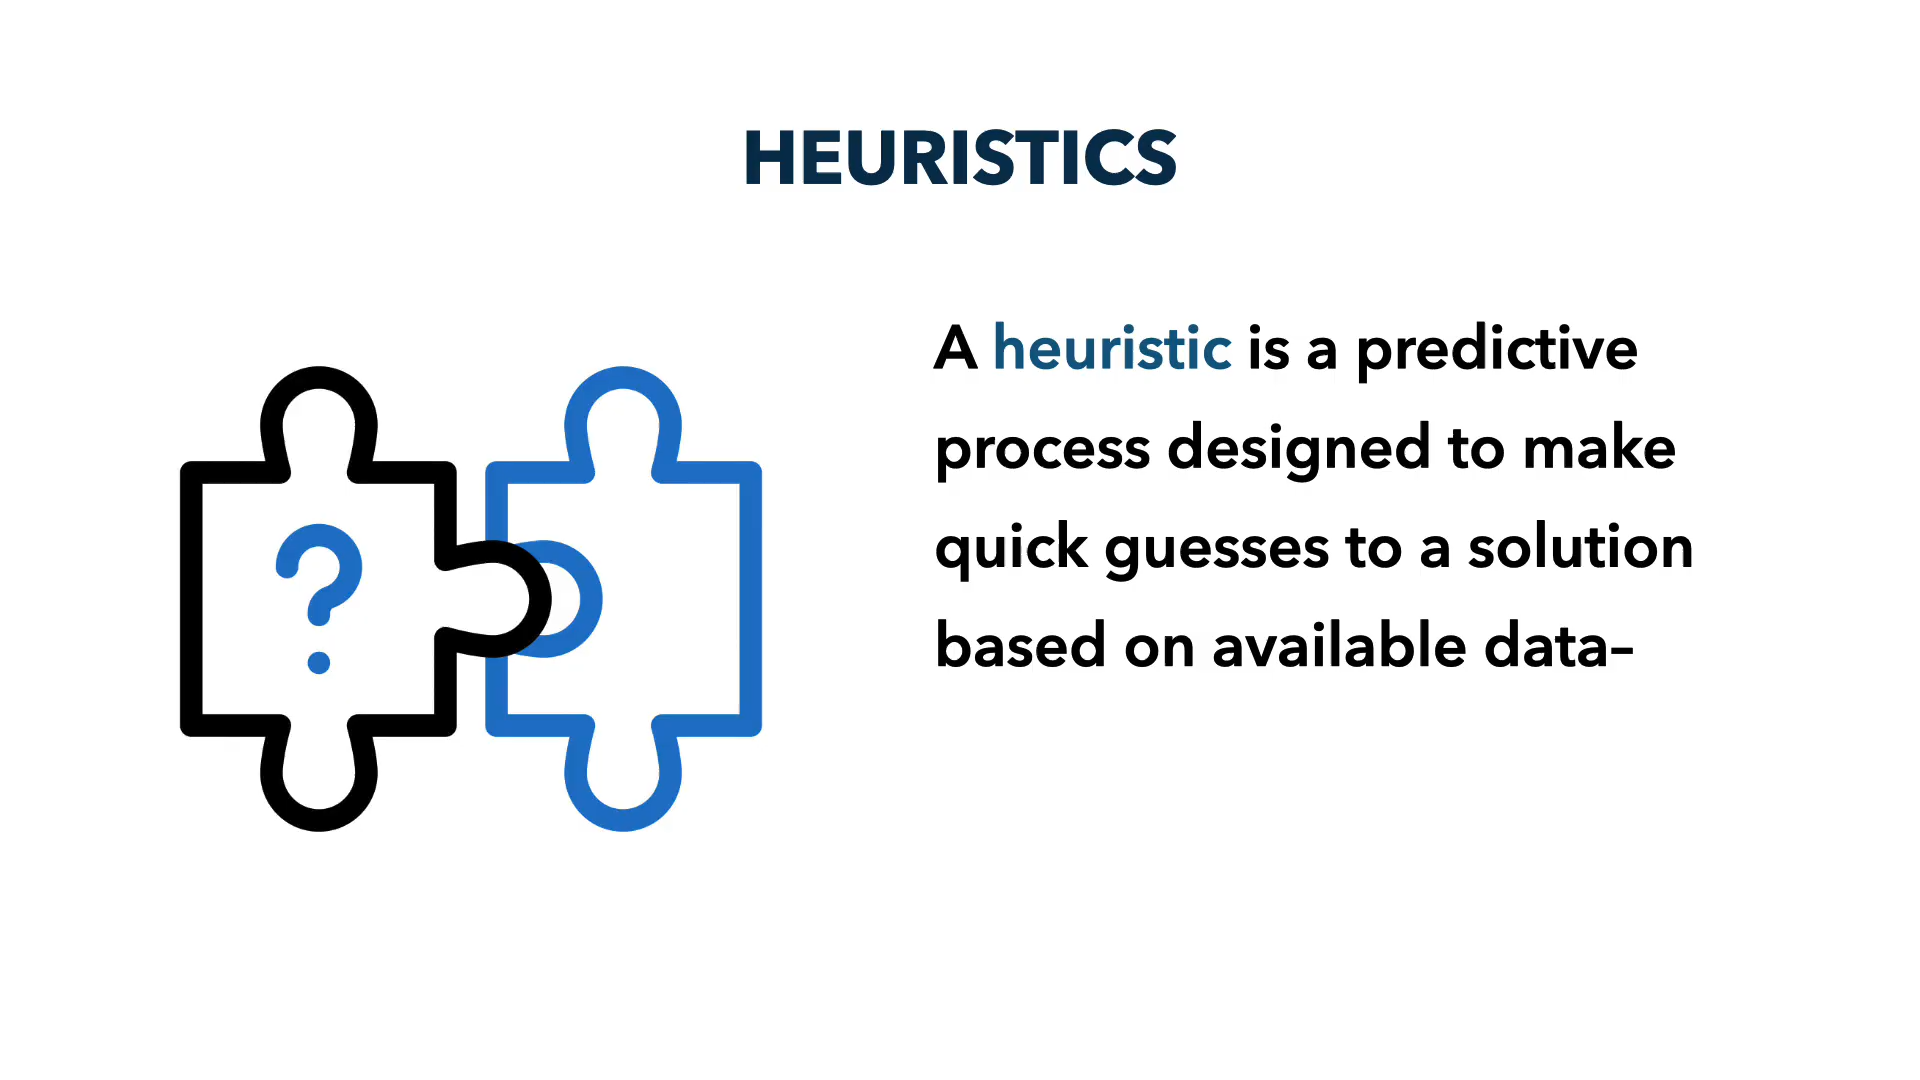 HEURISTICS
A heuristic is a predictive
process designed to make
quick guesses to a solution
based on available data–
?